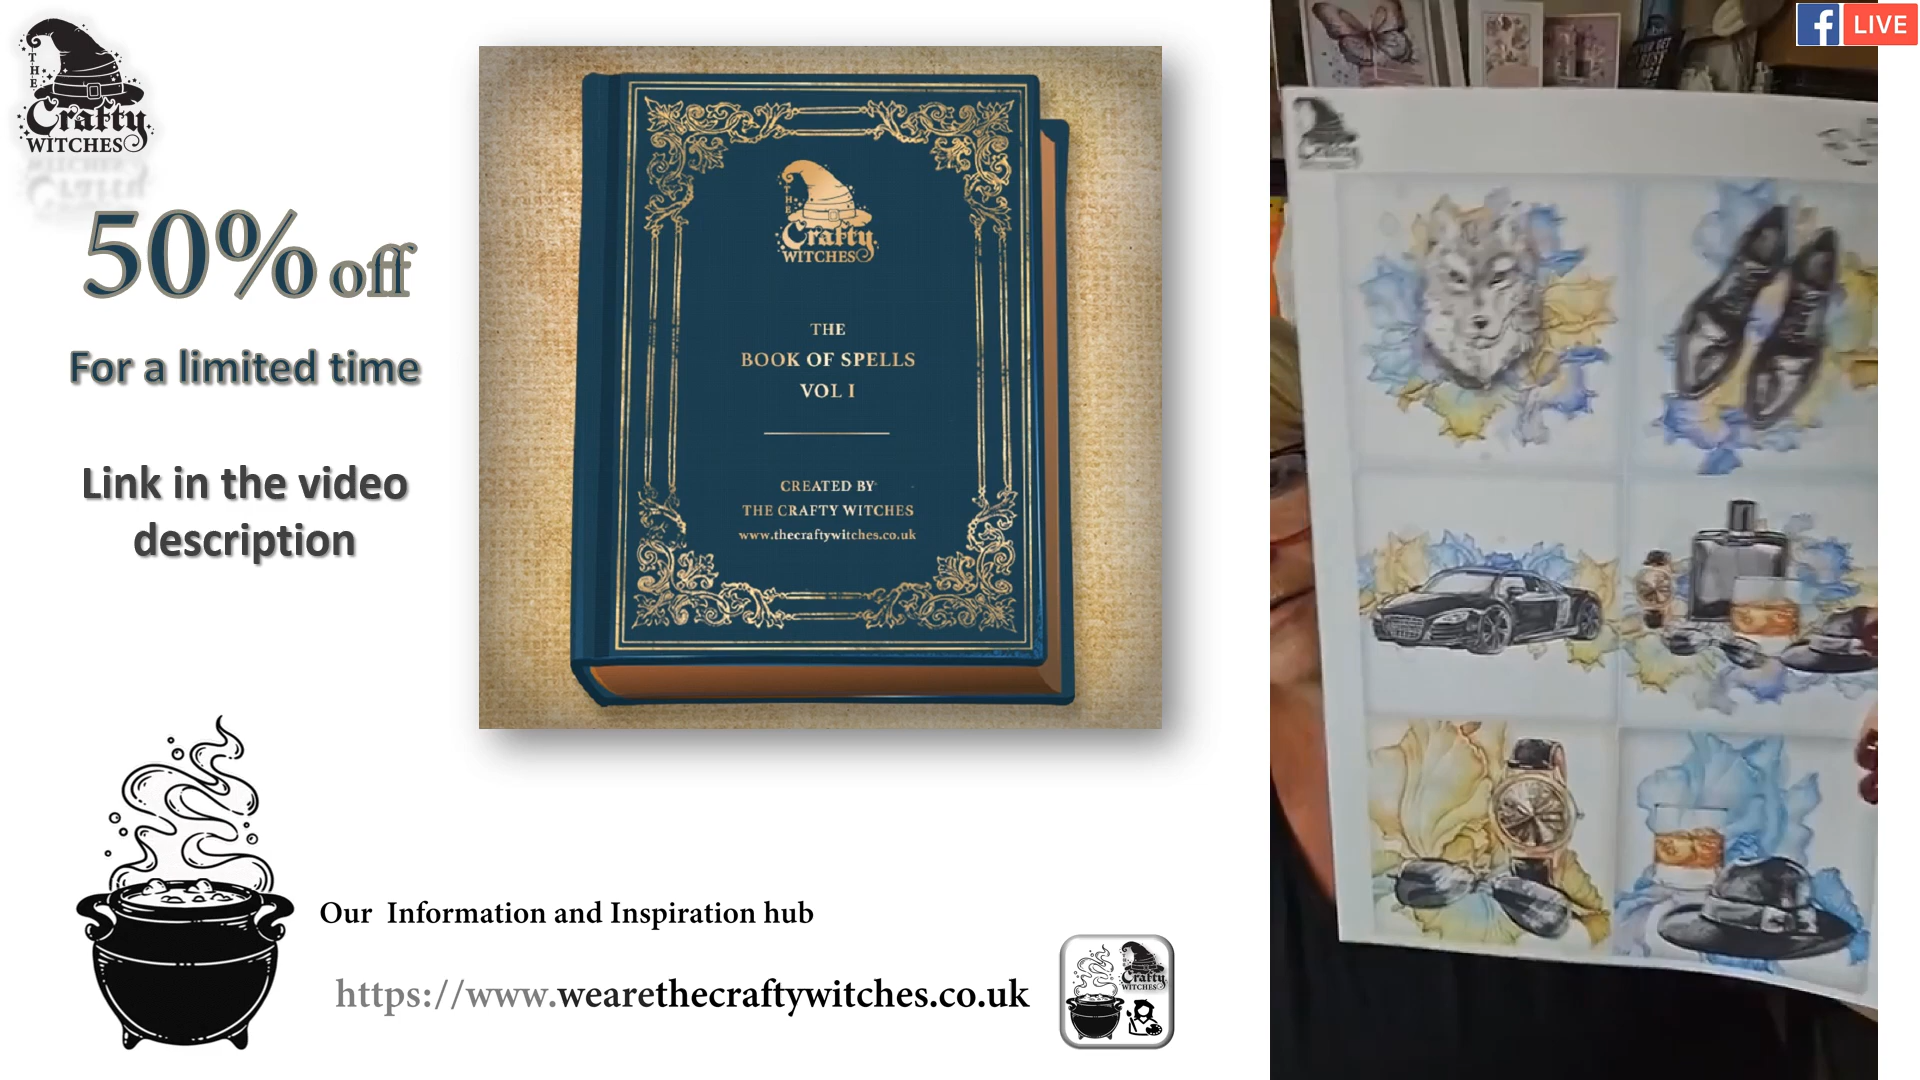 THE
Crafty
WITCHES
50% off
For a limited time
Link in the video
description
THE
Crafty
WITCHES
THE
BOOK OF SPELLS
VOL I
CREATED BY
THE CRAFTY WITCHES
www.thecraftywitches.co.uk
Our Information and Inspiration hub
https://www.wearethecraftywitches.co.uk
Crafty
WITCHES
f LIVE
Crafty